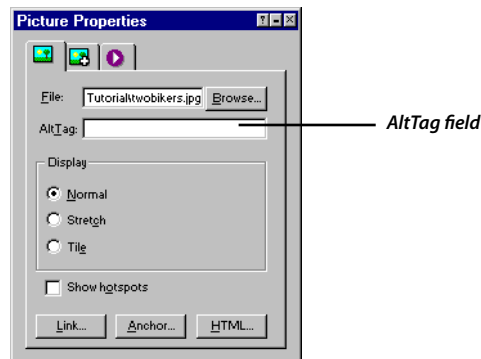 Picture Properties
File: Tutorial\twobikers.jpg Browse...
AltTag: AltTag field
Display
Normal
Stretch
Tile
Show hotspots
Link... Anchor... HTML...